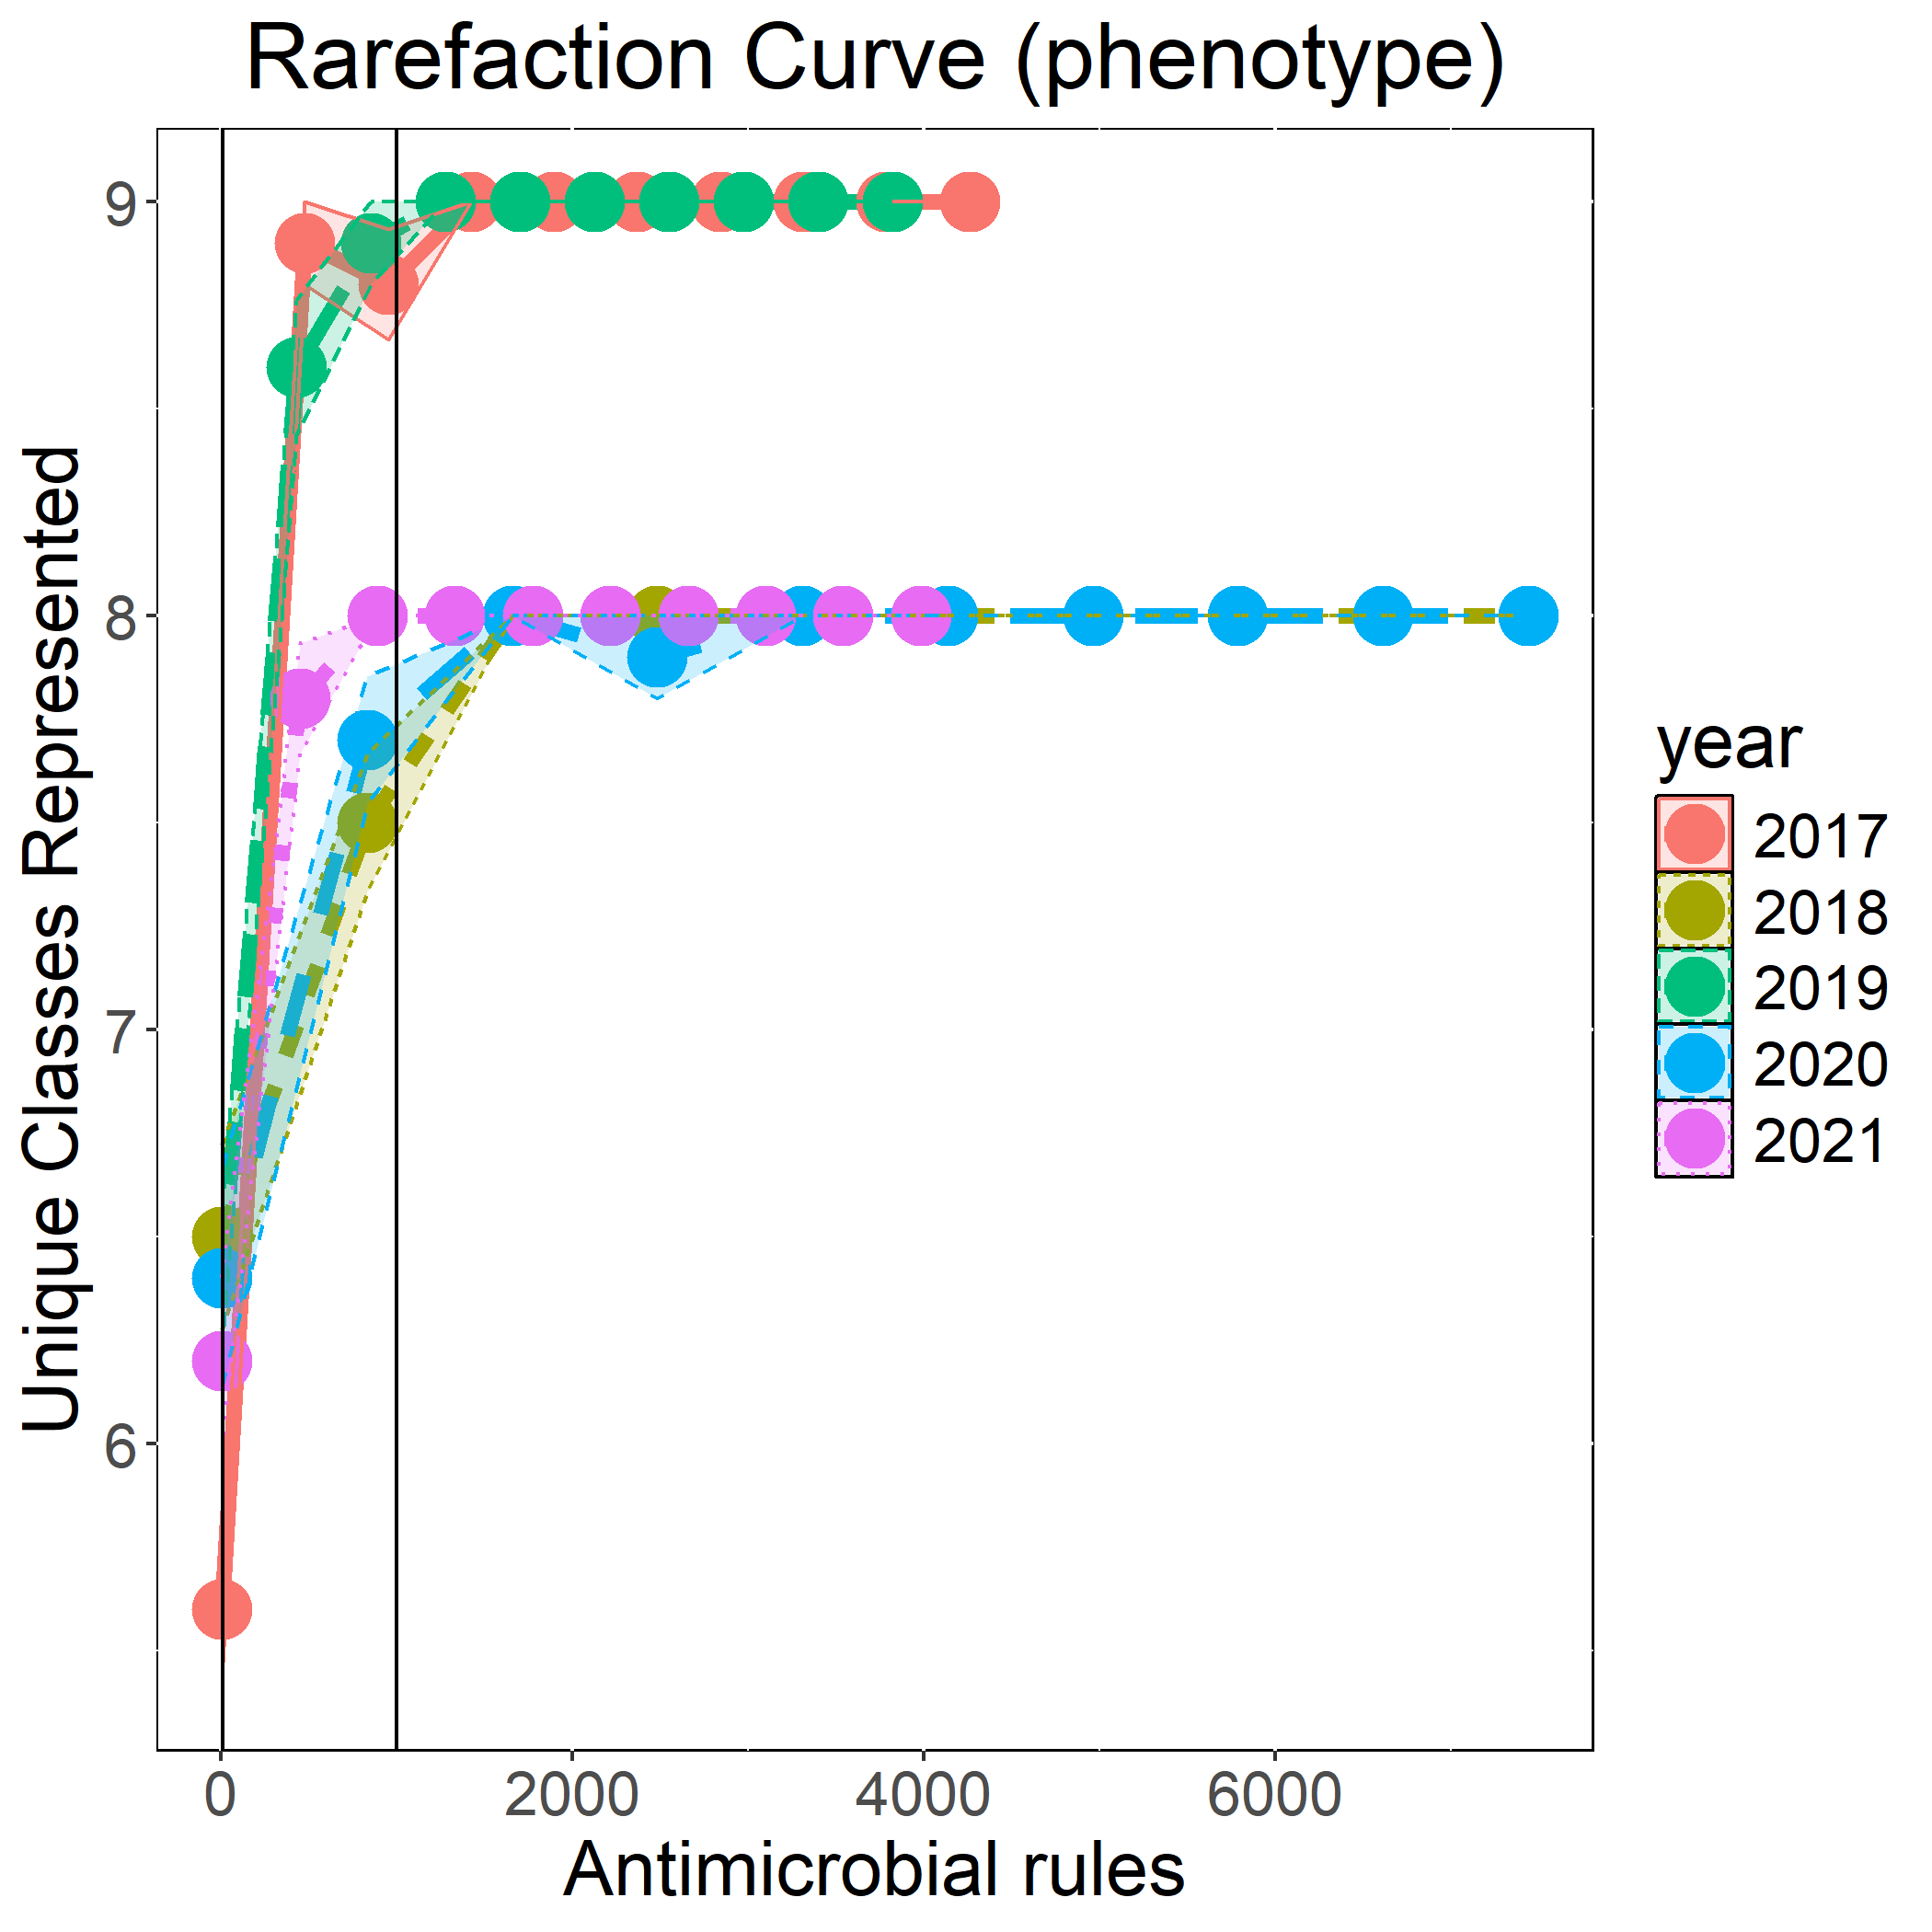 Rarefaction Curve (phenotype)
Unique Classes Represented
9
8
7
6
0 2000 4000 6000
Antimicrobial rules
year
2017
2018
2019
2020
2021